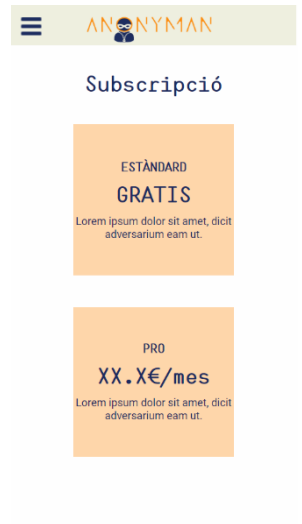 ANONYMAN
Subscripció
ESTÀNDARD
GRATIS
Lorem ipsum dolor sit amet, dicit
adversarium eam ut.
PRO
XX.X€/mes
Lorem ipsum dolor sit amet, dicit
adversarium eam ut.